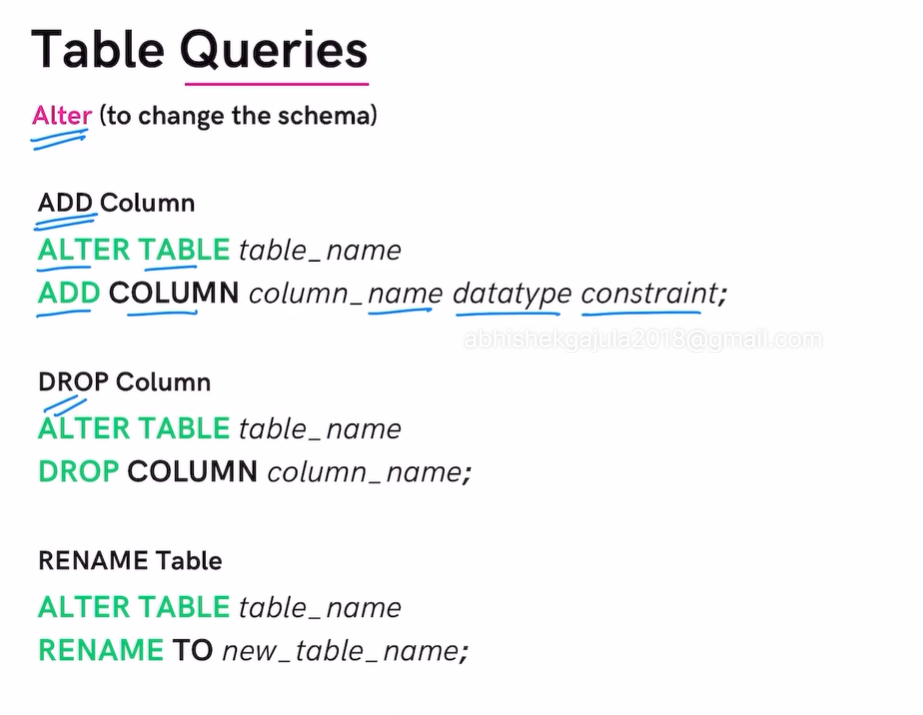 Table Queries
Alter (to change the schema)
ADD Column
ALTER TABLE table_name
ADD COLUMN column_name datatype constraint;
abhishekgajula2018@gmail.com
DROP Column
ALTER TABLE table_name
DROP COLUMN column_name;
RENAME Table
ALTER TABLE table_name
RENAME TO new_table_name;